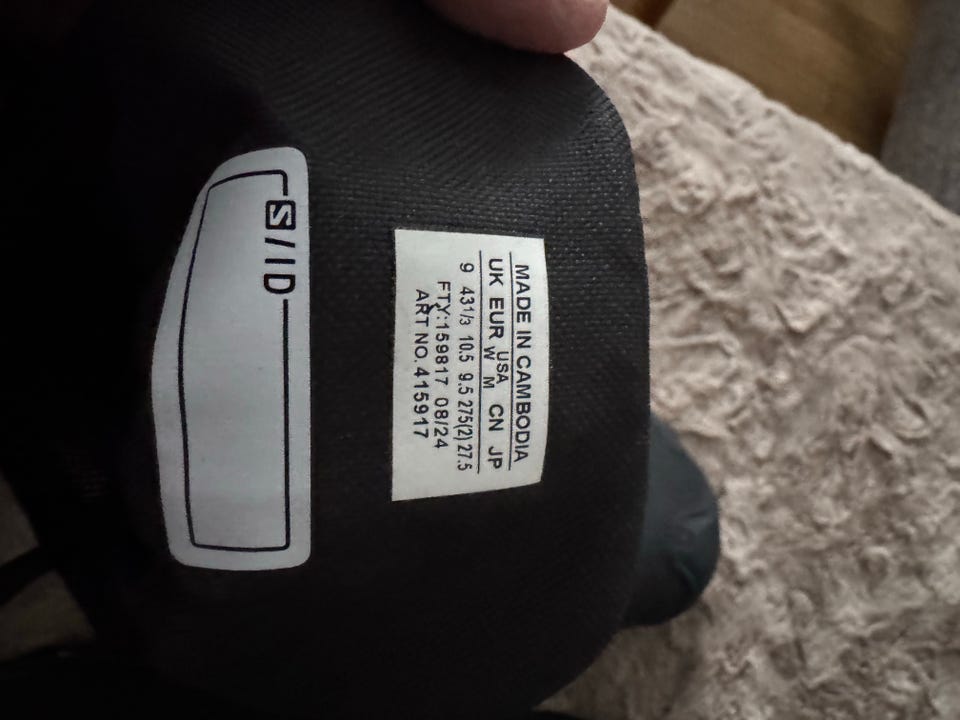 S/ID
MADE IN CAMBODIA
UK EUR USA CN JP
W M
9 43 1/3 10.5 9.5 275(2) 27.5
FTY:159817 08/24
ART NO. 415917